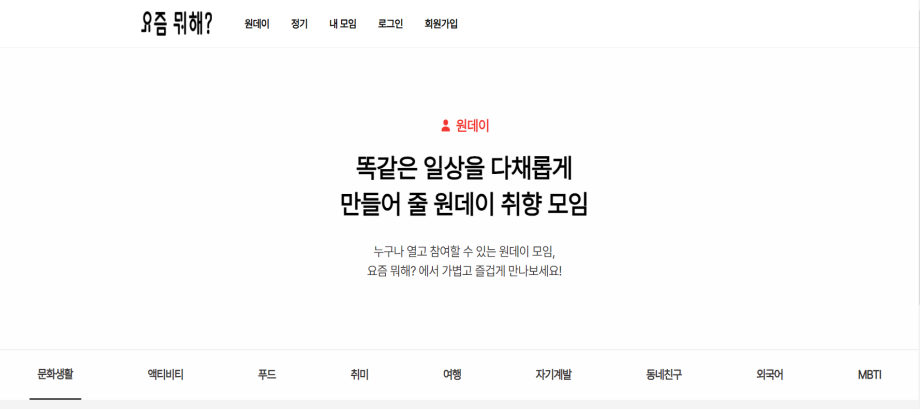 요즘 뭐해?
원데이 정기 내 모임 로그인 회원가입
원데이
똑같은 일상을 다채롭게
만들어 줄 원데이 취향 모임
누구나 열고 참여할 수 있는 원데이 모임,
요즘 뭐해? 에서 가볍고 즐겁게 만나보세요!
문화생활 액티비티 푸드 취미 여행 자기계발 동네친구 외국어 MBTI